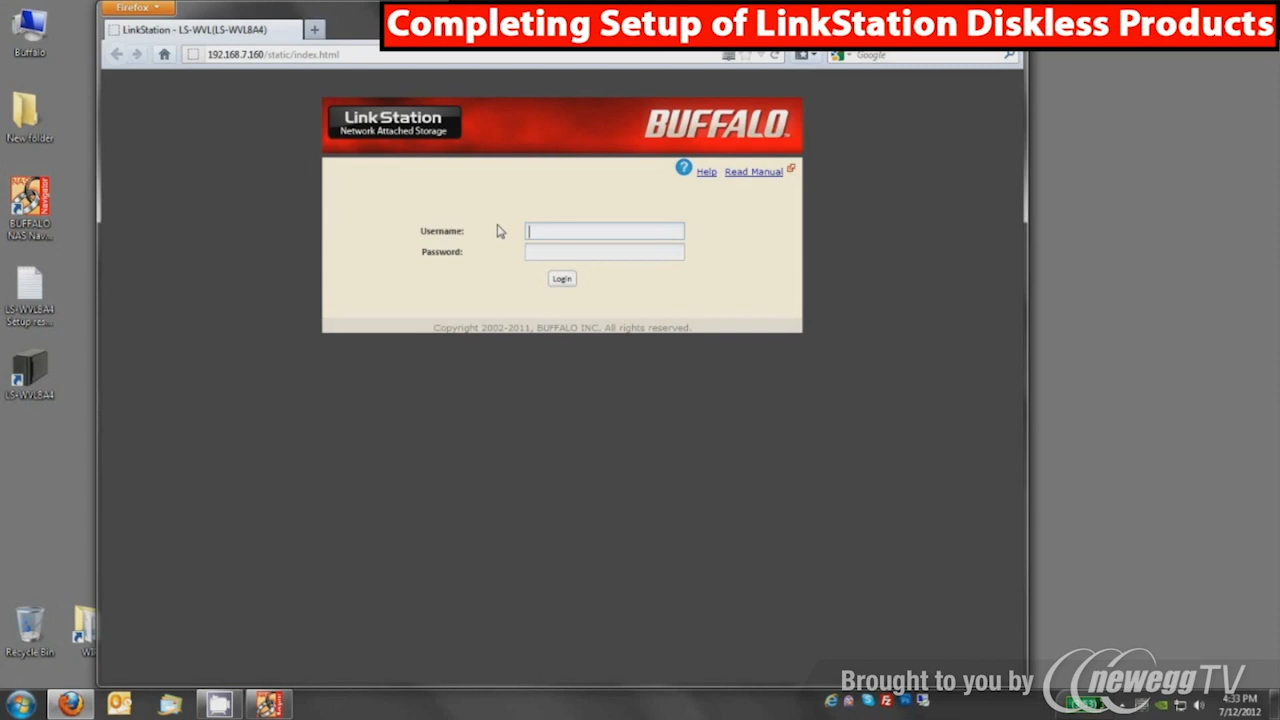 Completing Setup of LinkStation Diskless Products
Firefox
LinkStation - LS-WVL(LS-WVL8A4)
192.168.7.160/static/index.html
Google
LinkStation
Network Attached Storage
BUFFALO
Help Read Manual
Username:
Password:
Login
Copyright 2002-2011, BUFFALO INC. All rights reserved.
Buffalo
New folder
Navigator
BUFFALO
NAS Nav...
LS-WVL8A4
Setup res...
LS-WVL8A4
Recycle Bin
Brought to you by newegg TV
4:33 PM
7/12/2012